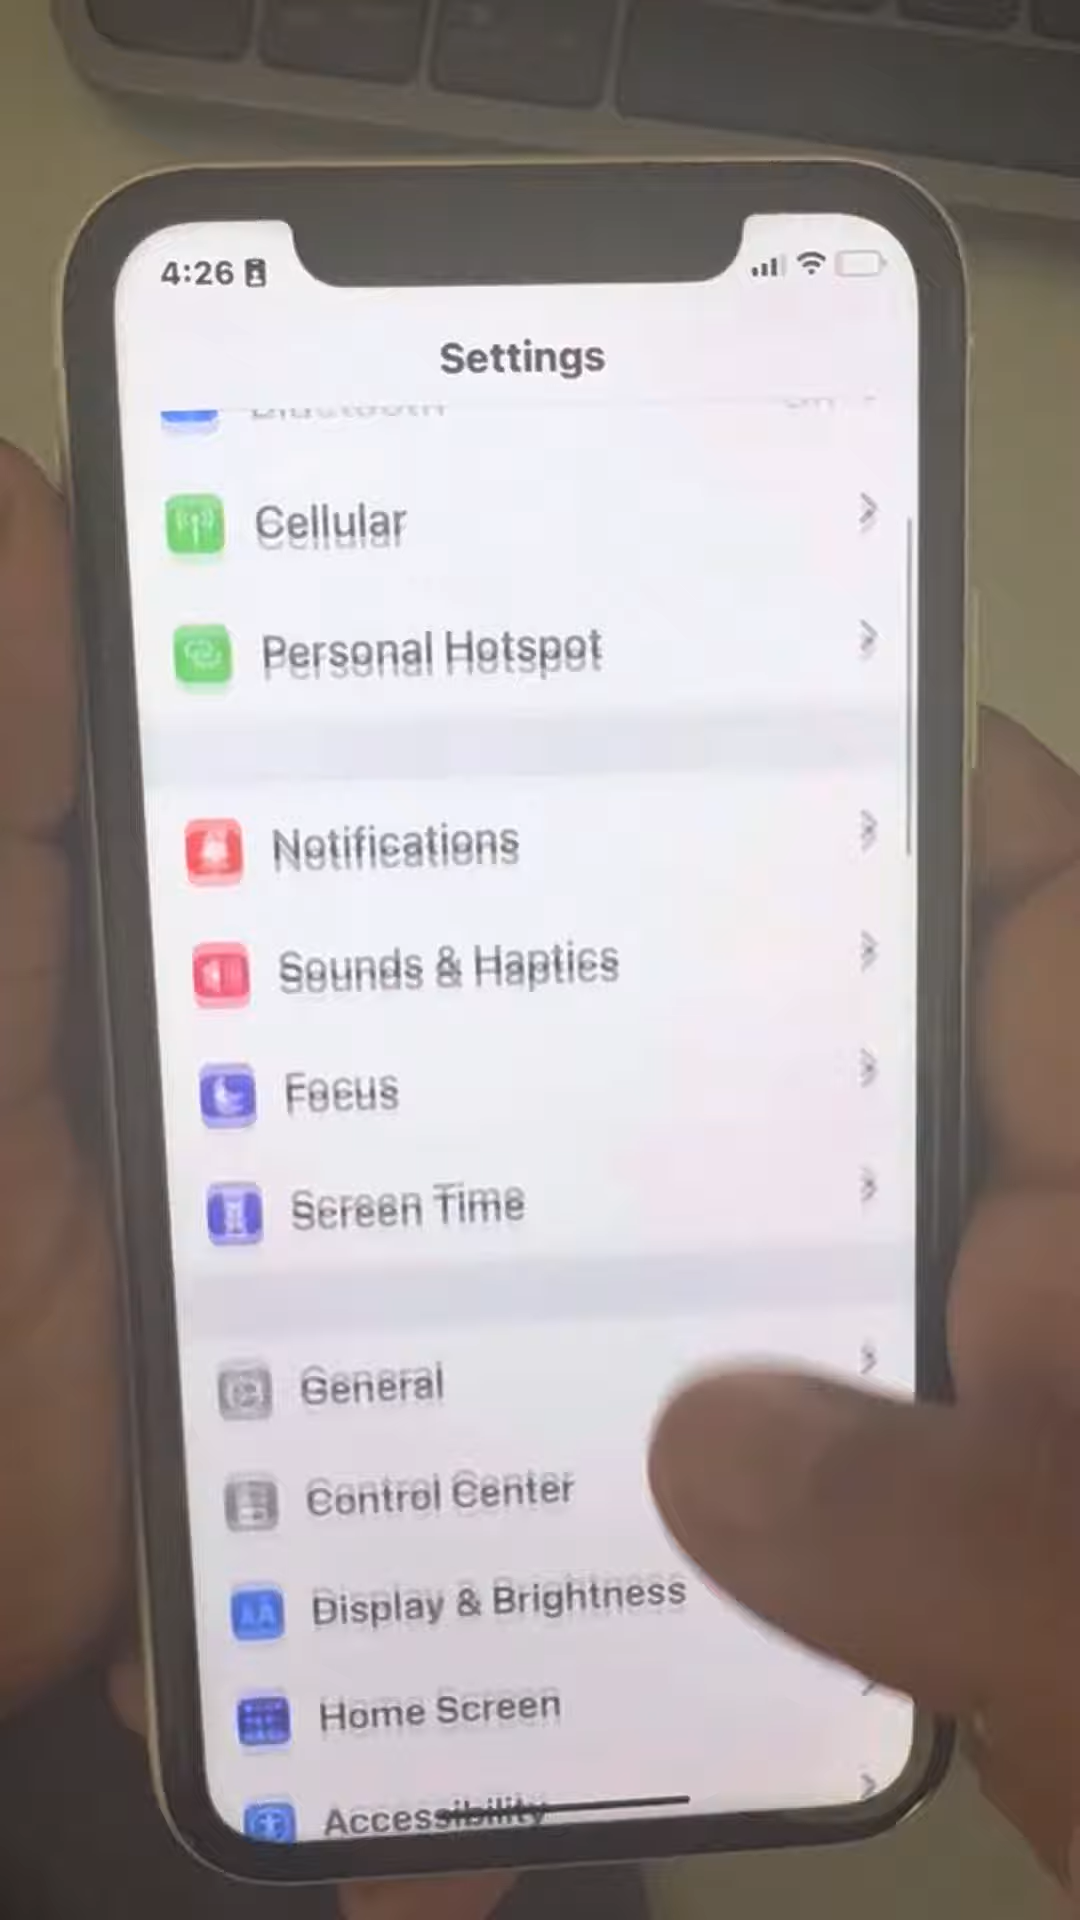 4:26
Settings
Bluetooth
Cellular
Personal Hotspot
Notifications
Sounds & Haptics
Focus
Screen Time
General
Control Center
Display & Brightness
Home Screen
Accessibility